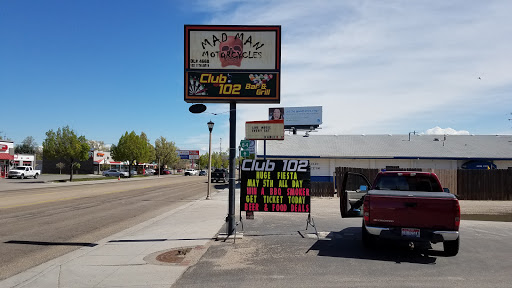 MAD MAN
MOTORCYCLES
Club
102
Bar &
Grill
Club 102
HUGE FIESTA
MAY 5TH ALL DAY
WIN A BBQ SMOKER
GET TICKET TODAY
BEER & FOOD DEALS